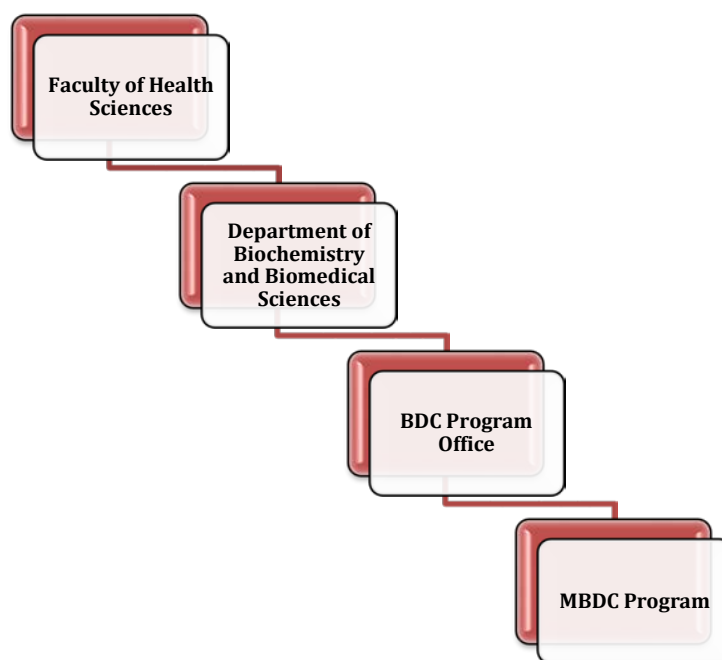 Faculty of Health
Sciences
Department of
Biochemistry
and Biomedical
Sciences
BDC Program
Office
MBDC Program